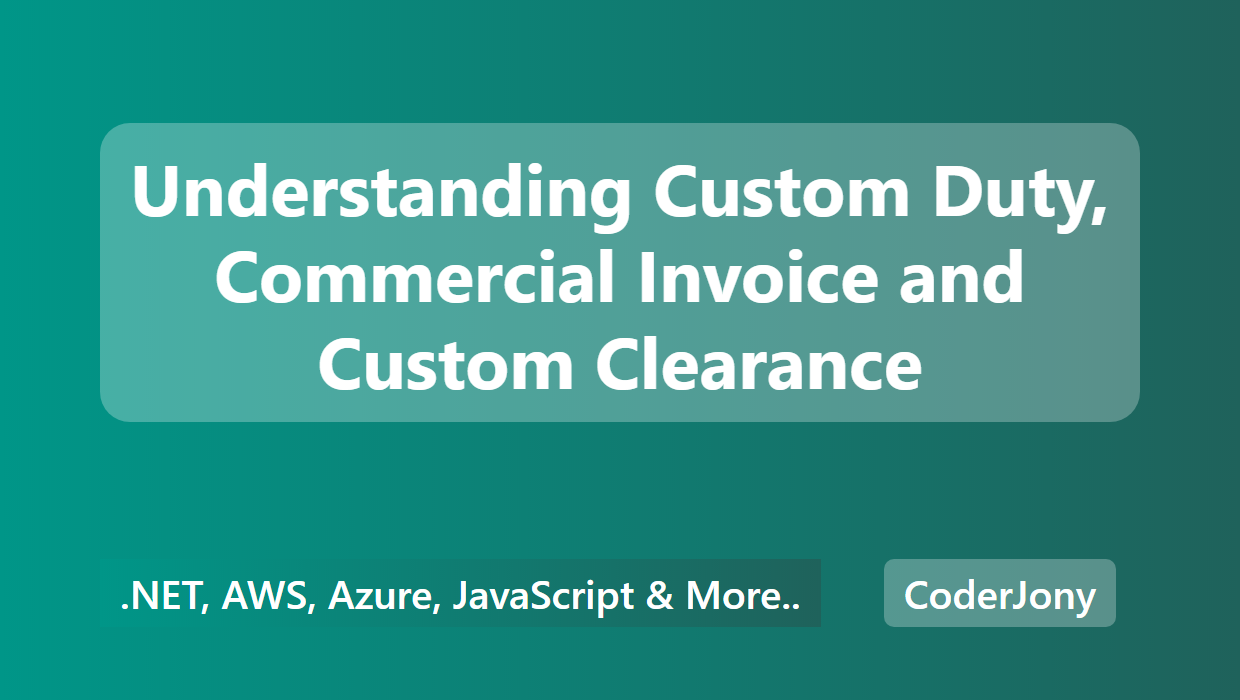 Understanding Custom Duty,
Commercial Invoice and
Custom Clearance
.NET, AWS, Azure, JavaScript & More..
CoderJony